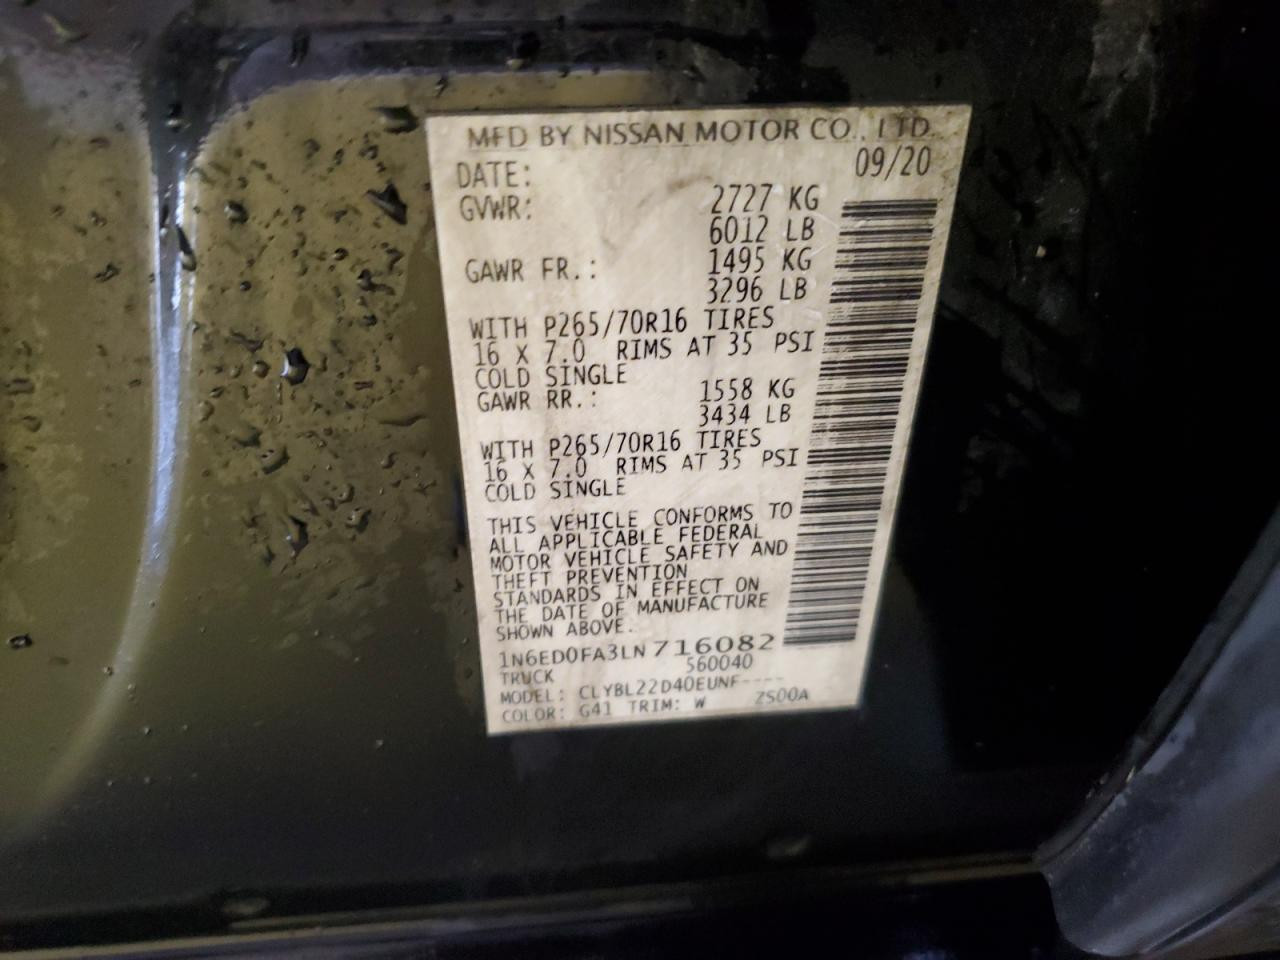 MFD BY NISSAN MOTOR CO., LTD.
DATE: 09/20
GVWR: 2727 KG
6012 LB
GAWR FR.: 1495 KG
3296 LB
WITH P265/70R16 TIRES
16 X 7.0 RIMS AT 35 PSI
COLD SINGLE
GAWR RR.: 1558 KG
3434 LB
WITH P265/70R16 TIRES
16 X 7.0 RIMS AT 35 PSI
COLD SINGLE
THIS VEHICLE CONFORMS TO
ALL APPLICABLE FEDERAL
MOTOR VEHICLE SAFETY AND
THEFT PREVENTION
STANDARDS IN EFFECT ON
THE DATE OF MANUFACTURE
SHOWN ABOVE.
1N6ED0FA3LN716082
TRUCK 560040
MODEL: CLYBL22D40EUNF----
COLOR: G41 TRIM: W ZS00A